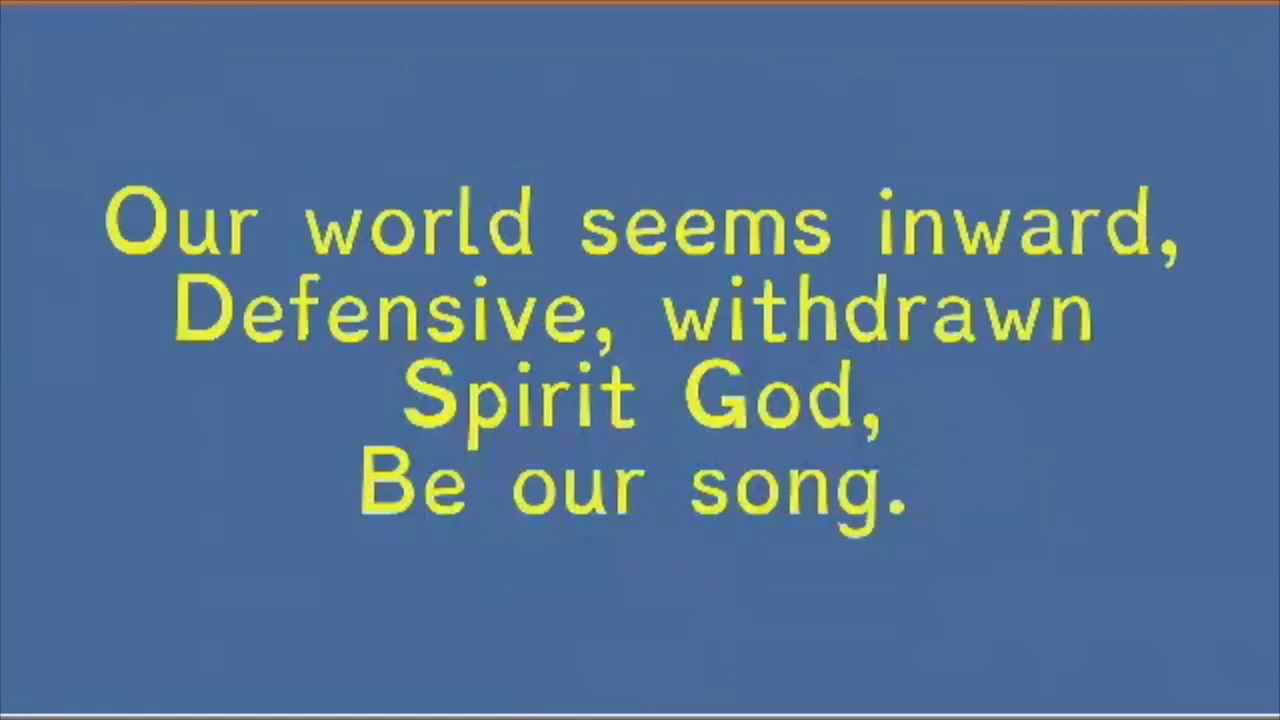 Our world seems inward,
Defensive, withdrawn
Spirit God,
Be our song.